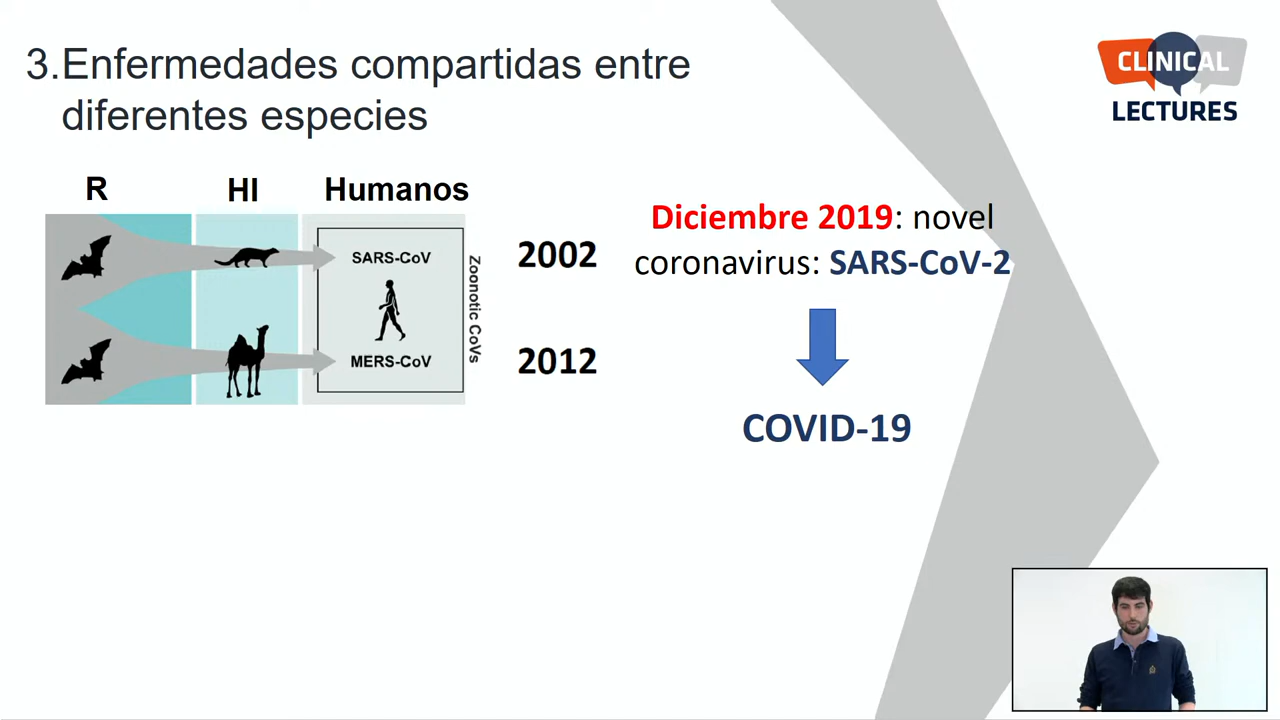 3.Enfermedades compartidas entre
diferentes especies
CLINICAL
LECTURES
R
HI
Humanos
SARS-CoV
MERS-CoV
Zoonotic CoVs
2002
2012
Diciembre 2019: novel
coronavirus: SARS-CoV-2
COVID-19